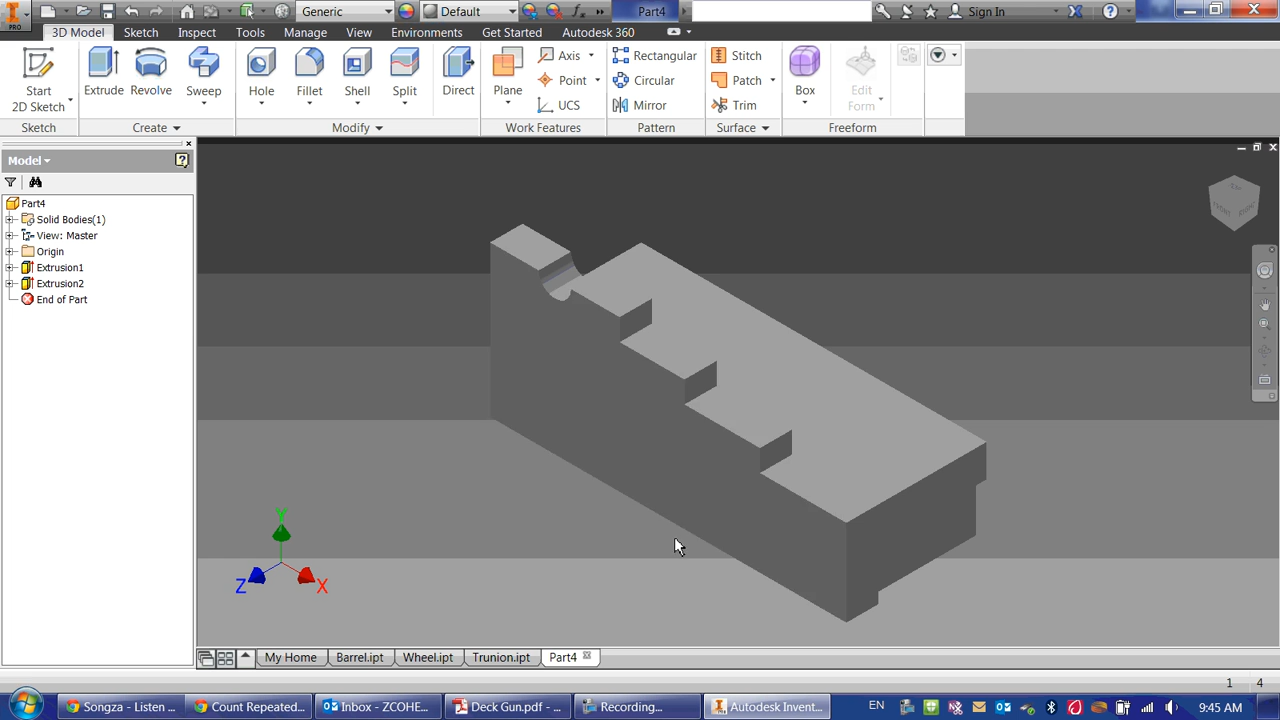 PRO
Generic
Default
Part4
Sign In
3D Model
Sketch
Inspect
Tools
Manage
View
Environments
Get Started
Autodesk 360
Start
2D Sketch
Extrude
Revolve
Sweep
Hole
Fillet
Shell
Split
Direct
Plane
Axis
Point
UCS
Rectangular
Circular
Mirror
Stitch
Patch
Trim
Box
Edit
Form
Sketch
Create
Modify
Work Features
Pattern
Surface
Freeform
Model
Part4
Solid Bodies(1)
View: Master
Origin
Extrusion1
Extrusion2
End of Part
Y
Z
X
My Home
Barrel.ipt
Wheel.ipt
Trunion.ipt
Part4
1 4
Songza - Listen ...
Count Repeated...
Inbox - ZCOHE...
Deck Gun.pdf - ...
Recording...
Autodesk Invent...
EN
9:45 AM